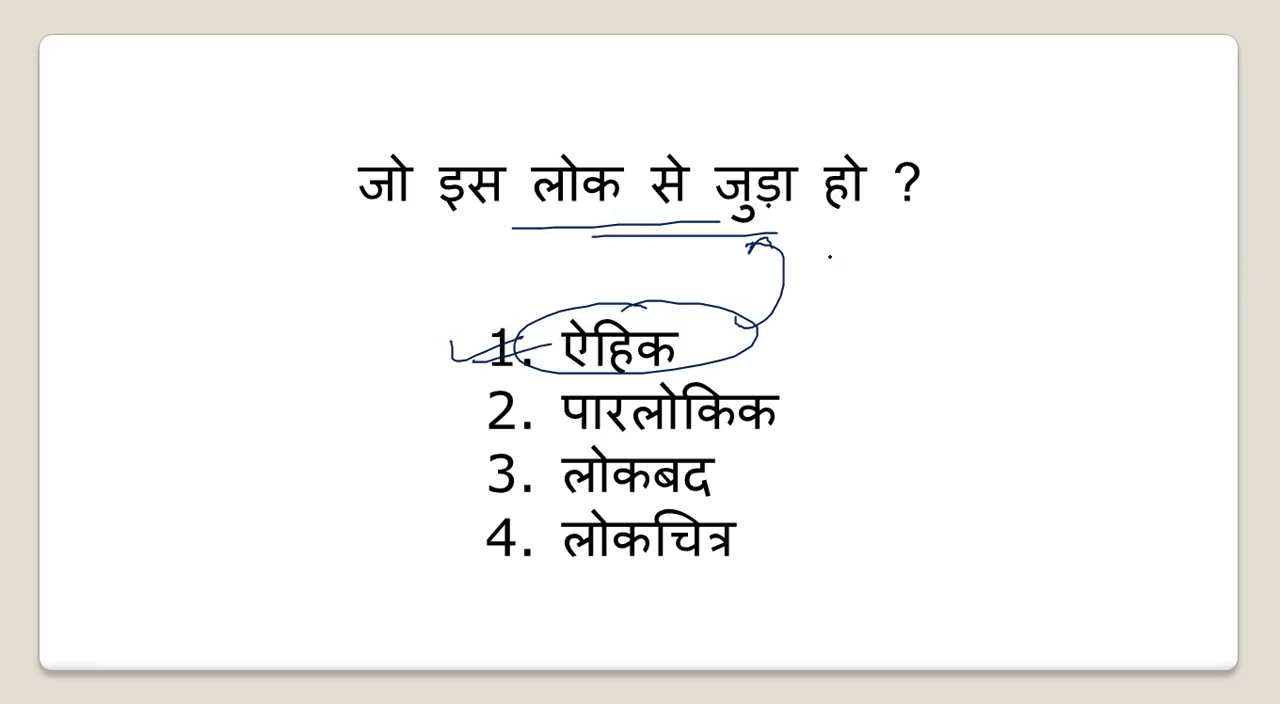 जो इस लोक से जुड़ा हो ?
1. ऐहिक
2. पारलोकिक
3. लोकबद
4. लोकचित्र